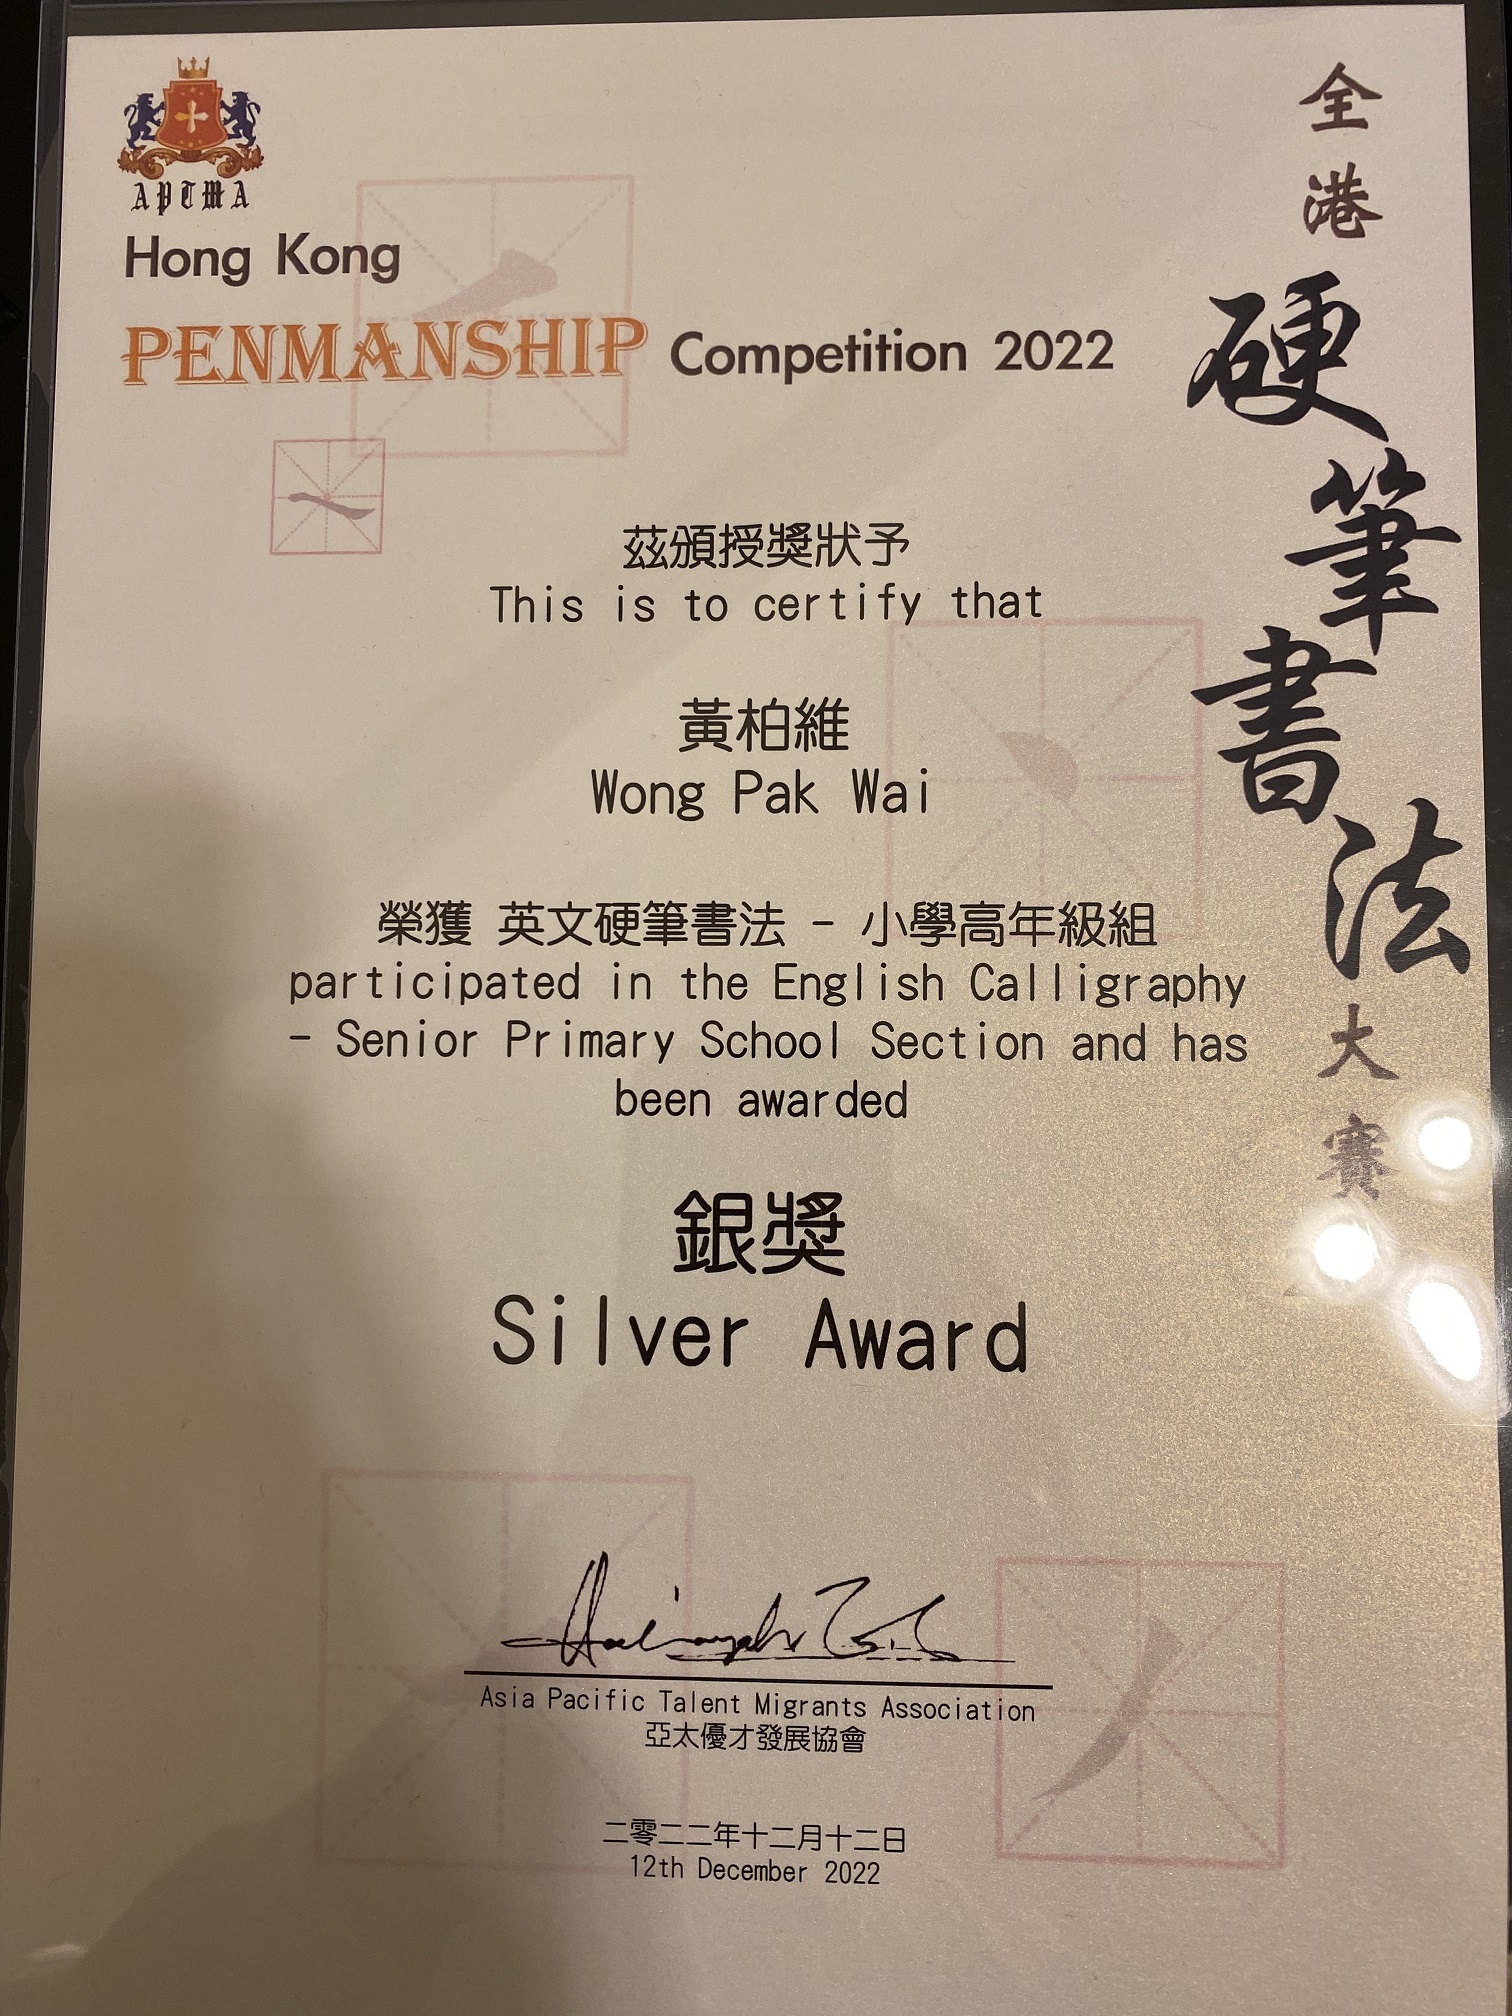 APTMA
Hong Kong
PENMANSHIP Competition 2022
全港硬筆書法大賽
茲頒授獎狀予
This is to certify that
黃柏維
Wong Pak Wai
榮獲 英文硬筆書法 - 小學高年級組
participated in the English Calligraphy
- Senior Primary School Section and has
been awarded
銀獎
Silver Award
Asia Pacific Talent Migrants Association
亞太優才發展協會
二零二二年十二月十二日
12th December 2022